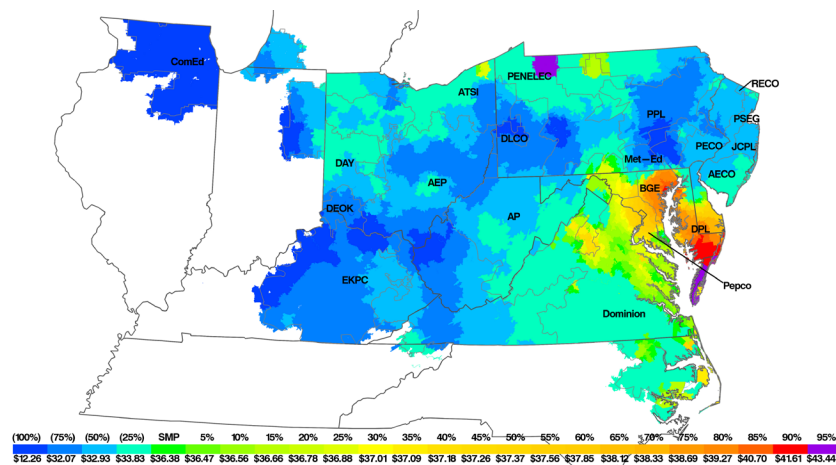 ComEd
PENELEC
RECO
ATSI
PPL
PSEG
DLCO
PECO
JCPL
Met-Ed
DAY
AECO
AEP
BGE
DEOK
AP
DPL
EKPC
Pepco
Dominion
(100%) (75%) (50%) (25%) SMP 5% 10% 15% 20% 25% 30% 35% 40% 45% 50% 55% 60% 65% 70% 75% 80% 85% 90% 95%
$12.26 $32.07 $32.93 $33.83 $36.38 $36.47 $36.56 $36.66 $36.78 $36.88 $37.01 $37.09 $37.18 $37.26 $37.37 $37.56 $37.85 $38.12 $38.33 $38.69 $39.27 $40.70 $41.61 $43.14